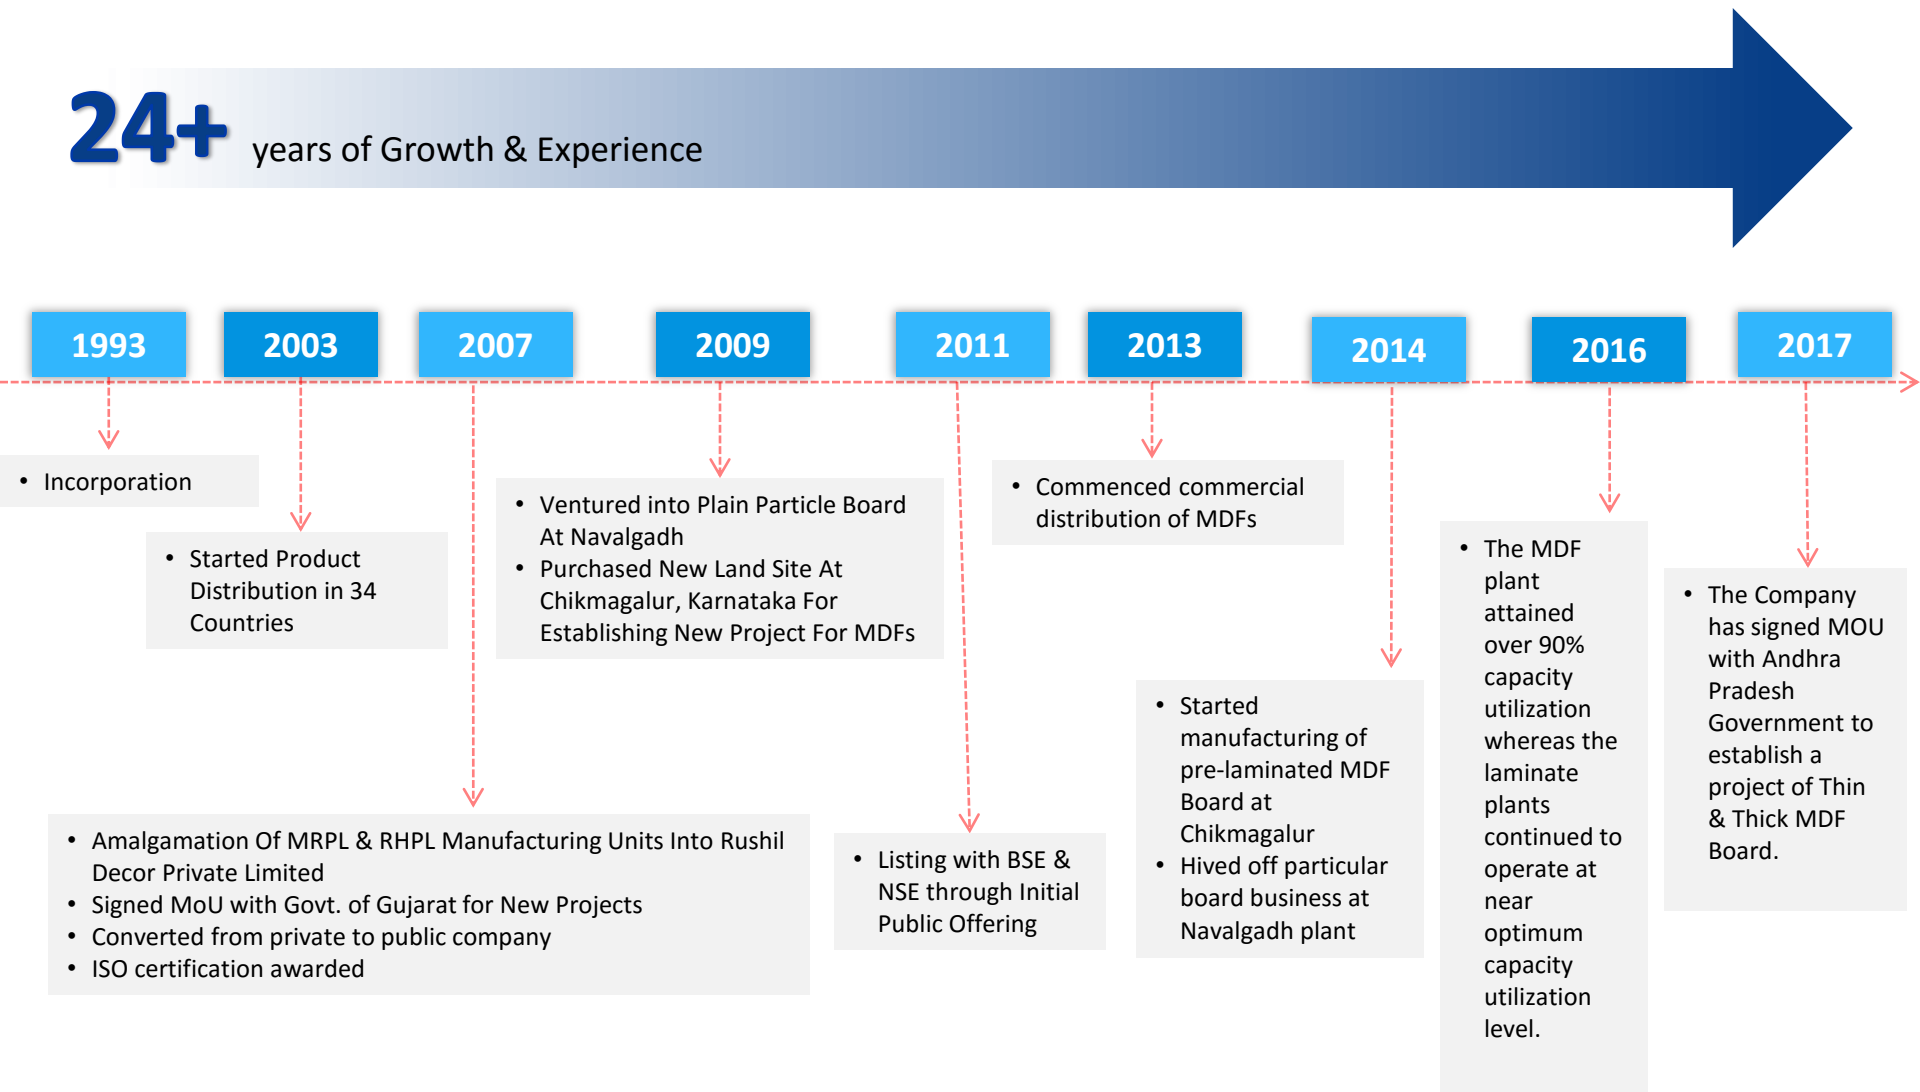 24+ years of Growth & Experience
1993
2003
2007
2009
2011
2013
2014
2016
2017
• Incorporation
• Started Product
Distribution in 34
Countries
• Amalgamation Of MRPL & RHPL Manufacturing Units Into Rushil
Decor Private Limited
• Signed MoU with Govt. of Gujarat for New Projects
• Converted from private to public company
• ISO certification awarded
• Ventured into Plain Particle Board
At Navalgadh
• Purchased New Land Site At
Chikmagalur, Karnataka For
Establishing New Project For MDFs
• Listing with BSE &
NSE through Initial
Public Offering
• Commenced commercial
distribution of MDFs
• Started
manufacturing of
pre-laminated MDF
Board at
Chikmagalur
• Hived off particular
board business at
Navalgadh plant
• The MDF
plant
attained
over 90%
capacity
utilization
whereas the
laminate
plants
continued to
operate at
near
optimum
capacity
utilization
level.
• The Company
has signed MOU
with Andhra
Pradesh
Government to
establish a
project of Thin
& Thick MDF
Board.